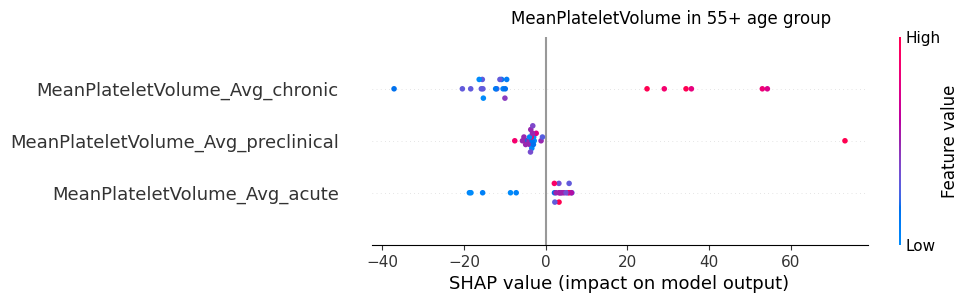 MeanPlateletVolume in 55+ age group
High
MeanPlateletVolume_Avg_chronic
MeanPlateletVolume_Avg_preclinical
MeanPlateletVolume_Avg_acute
Feature value
Low
−40 −20 0 20 40 60
SHAP value (impact on model output)